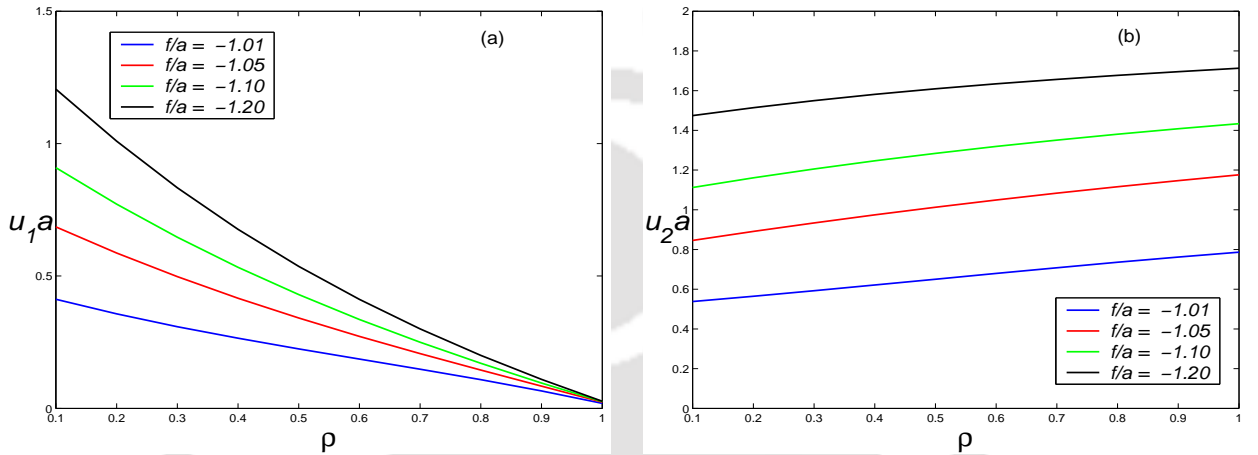 (a)
f/a = -1.01
f/a = -1.05
f/a = -1.10
f/a = -1.20
1.5
1
0.5
0
u₁a
0.1 0.2 0.3 0.4 0.5 0.6 0.7 0.8 0.9 1
ρ
(b)
2
1.8
1.6
1.4
1.2
1
0.8
0.6
0.4
0.2
0
u₂a
f/a = -1.01
f/a = -1.05
f/a = -1.10
f/a = -1.20
0.1 0.2 0.3 0.4 0.5 0.6 0.7 0.8 0.9 1
ρ